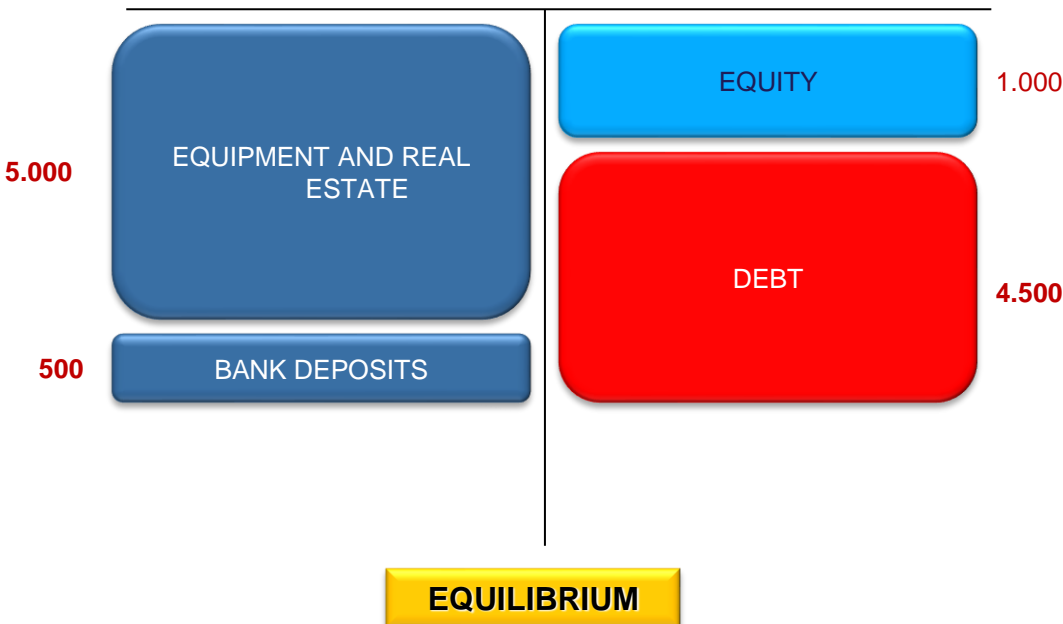 5.000
EQUIPMENT AND REAL
ESTATE
500
BANK DEPOSITS
EQUITY
1.000
DEBT
4.500
EQUILIBRIUM